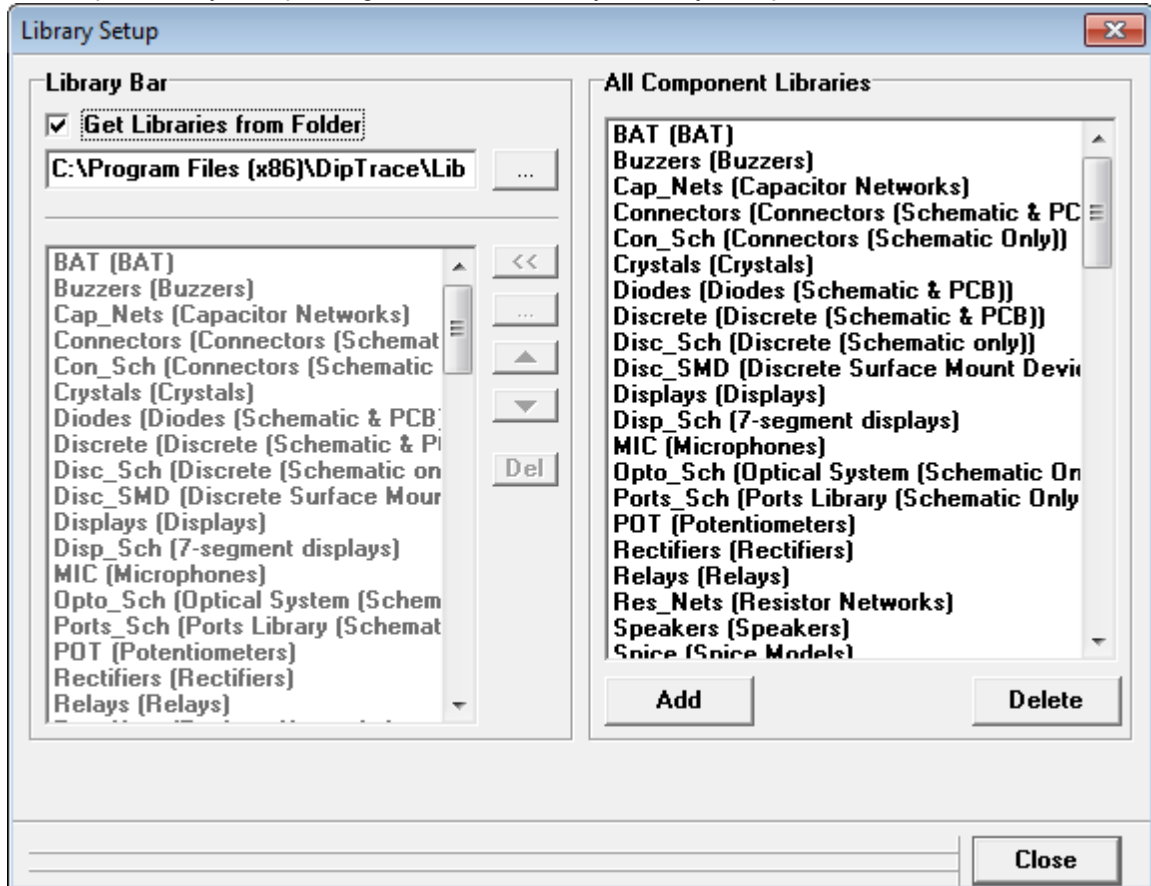 Library Setup
Library Bar
Get Libraries from Folder
C:\Program Files (x86)\DipTrace\Lib
...
BAT (BAT)
Buzzers (Buzzers)
Cap_Nets (Capacitor Networks)
Connectors (Connectors (Schemat
Con_Sch (Connectors (Schematic
Crystals (Crystals)
Diodes (Diodes (Schematic & PCB)
Discrete (Discrete (Schematic & P
Disc_Sch (Discrete (Schematic on
Disc_SMD (Discrete Surface Mour
Displays (Displays)
Disp_Sch (7-segment displays)
MIC (Microphones)
Opto_Sch (Optical System (Schem
Ports_Sch (Ports Library (Schemat
POT (Potentiometers)
Rectifiers (Rectifiers)
Relays (Relays)
<<
...
Del
All Component Libraries
BAT (BAT)
Buzzers (Buzzers)
Cap_Nets (Capacitor Networks)
Connectors (Connectors (Schematic & PC
Con_Sch (Connectors (Schematic Only))
Crystals (Crystals)
Diodes (Diodes (Schematic & PCB))
Discrete (Discrete (Schematic & PCB))
Disc_Sch (Discrete (Schematic only))
Disc_SMD (Discrete Surface Mount Devi
Displays (Displays)
Disp_Sch (7-segment displays)
MIC (Microphones)
Opto_Sch (Optical System (Schematic On
Ports_Sch (Ports Library (Schematic Only
POT (Potentiometers)
Rectifiers (Rectifiers)
Relays (Relays)
Res_Nets (Resistor Networks)
Speakers (Speakers)
Spice (Spice Models)
Add
Delete
Close